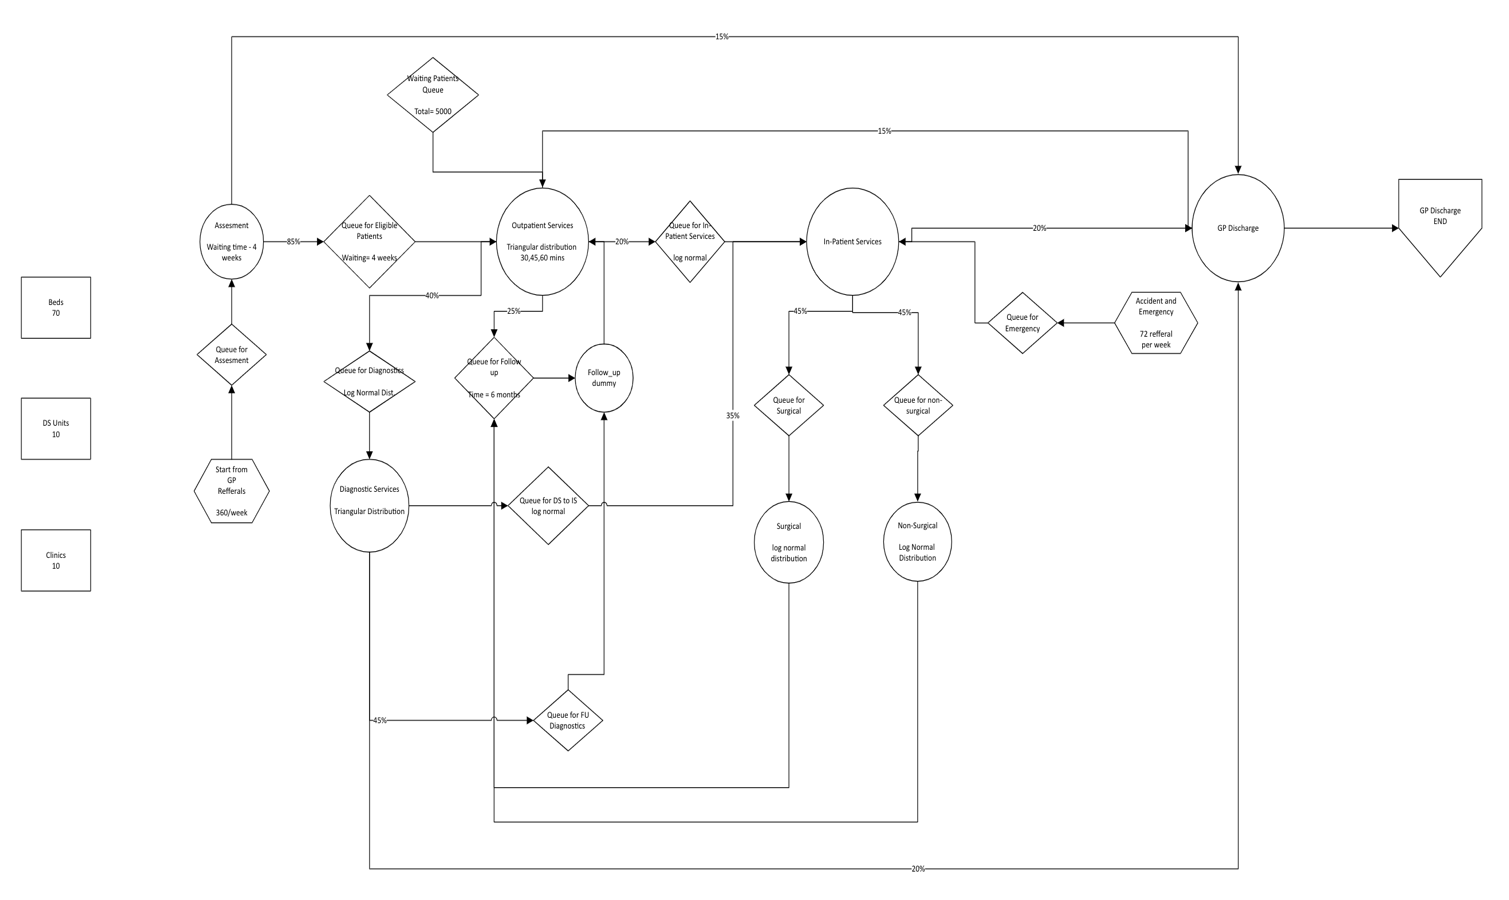 15%
Waiting Patients
Queue
Total= 5000
15%
Assesment
Waiting time - 4
weeks
85%
Queue for Eligible
Patients
Waiting= 4 weeks
Outpatient Services
Triangular distribution
30,45,60 mins
20%
Queue for In-
Patient Services
log normal
In-Patient Services
20%
GP Discharge
GP Discharge
END
Beds
70
40%
25%
45%
45%
Queue for
Emergency
Accident and
Emergency
72 refferal
per week
Queue for
Assesment
Queue for Diagnostics
Log Normal Dist.
Queue for Follow
up
Time = 6 months
Follow_up
dummy
35%
Queue for
Surgical
Queue for non-
surgical
DS Units
10
Start from
GP
Refferals
360/week
Diagnostic Services
Triangular Distribution
Queue for DS to IS
log normal
Surgical
log normal
distribution
Non-Surgical
Log Normal
Distribution
Clinics
10
45%
Queue for FU
Diagnostics
20%